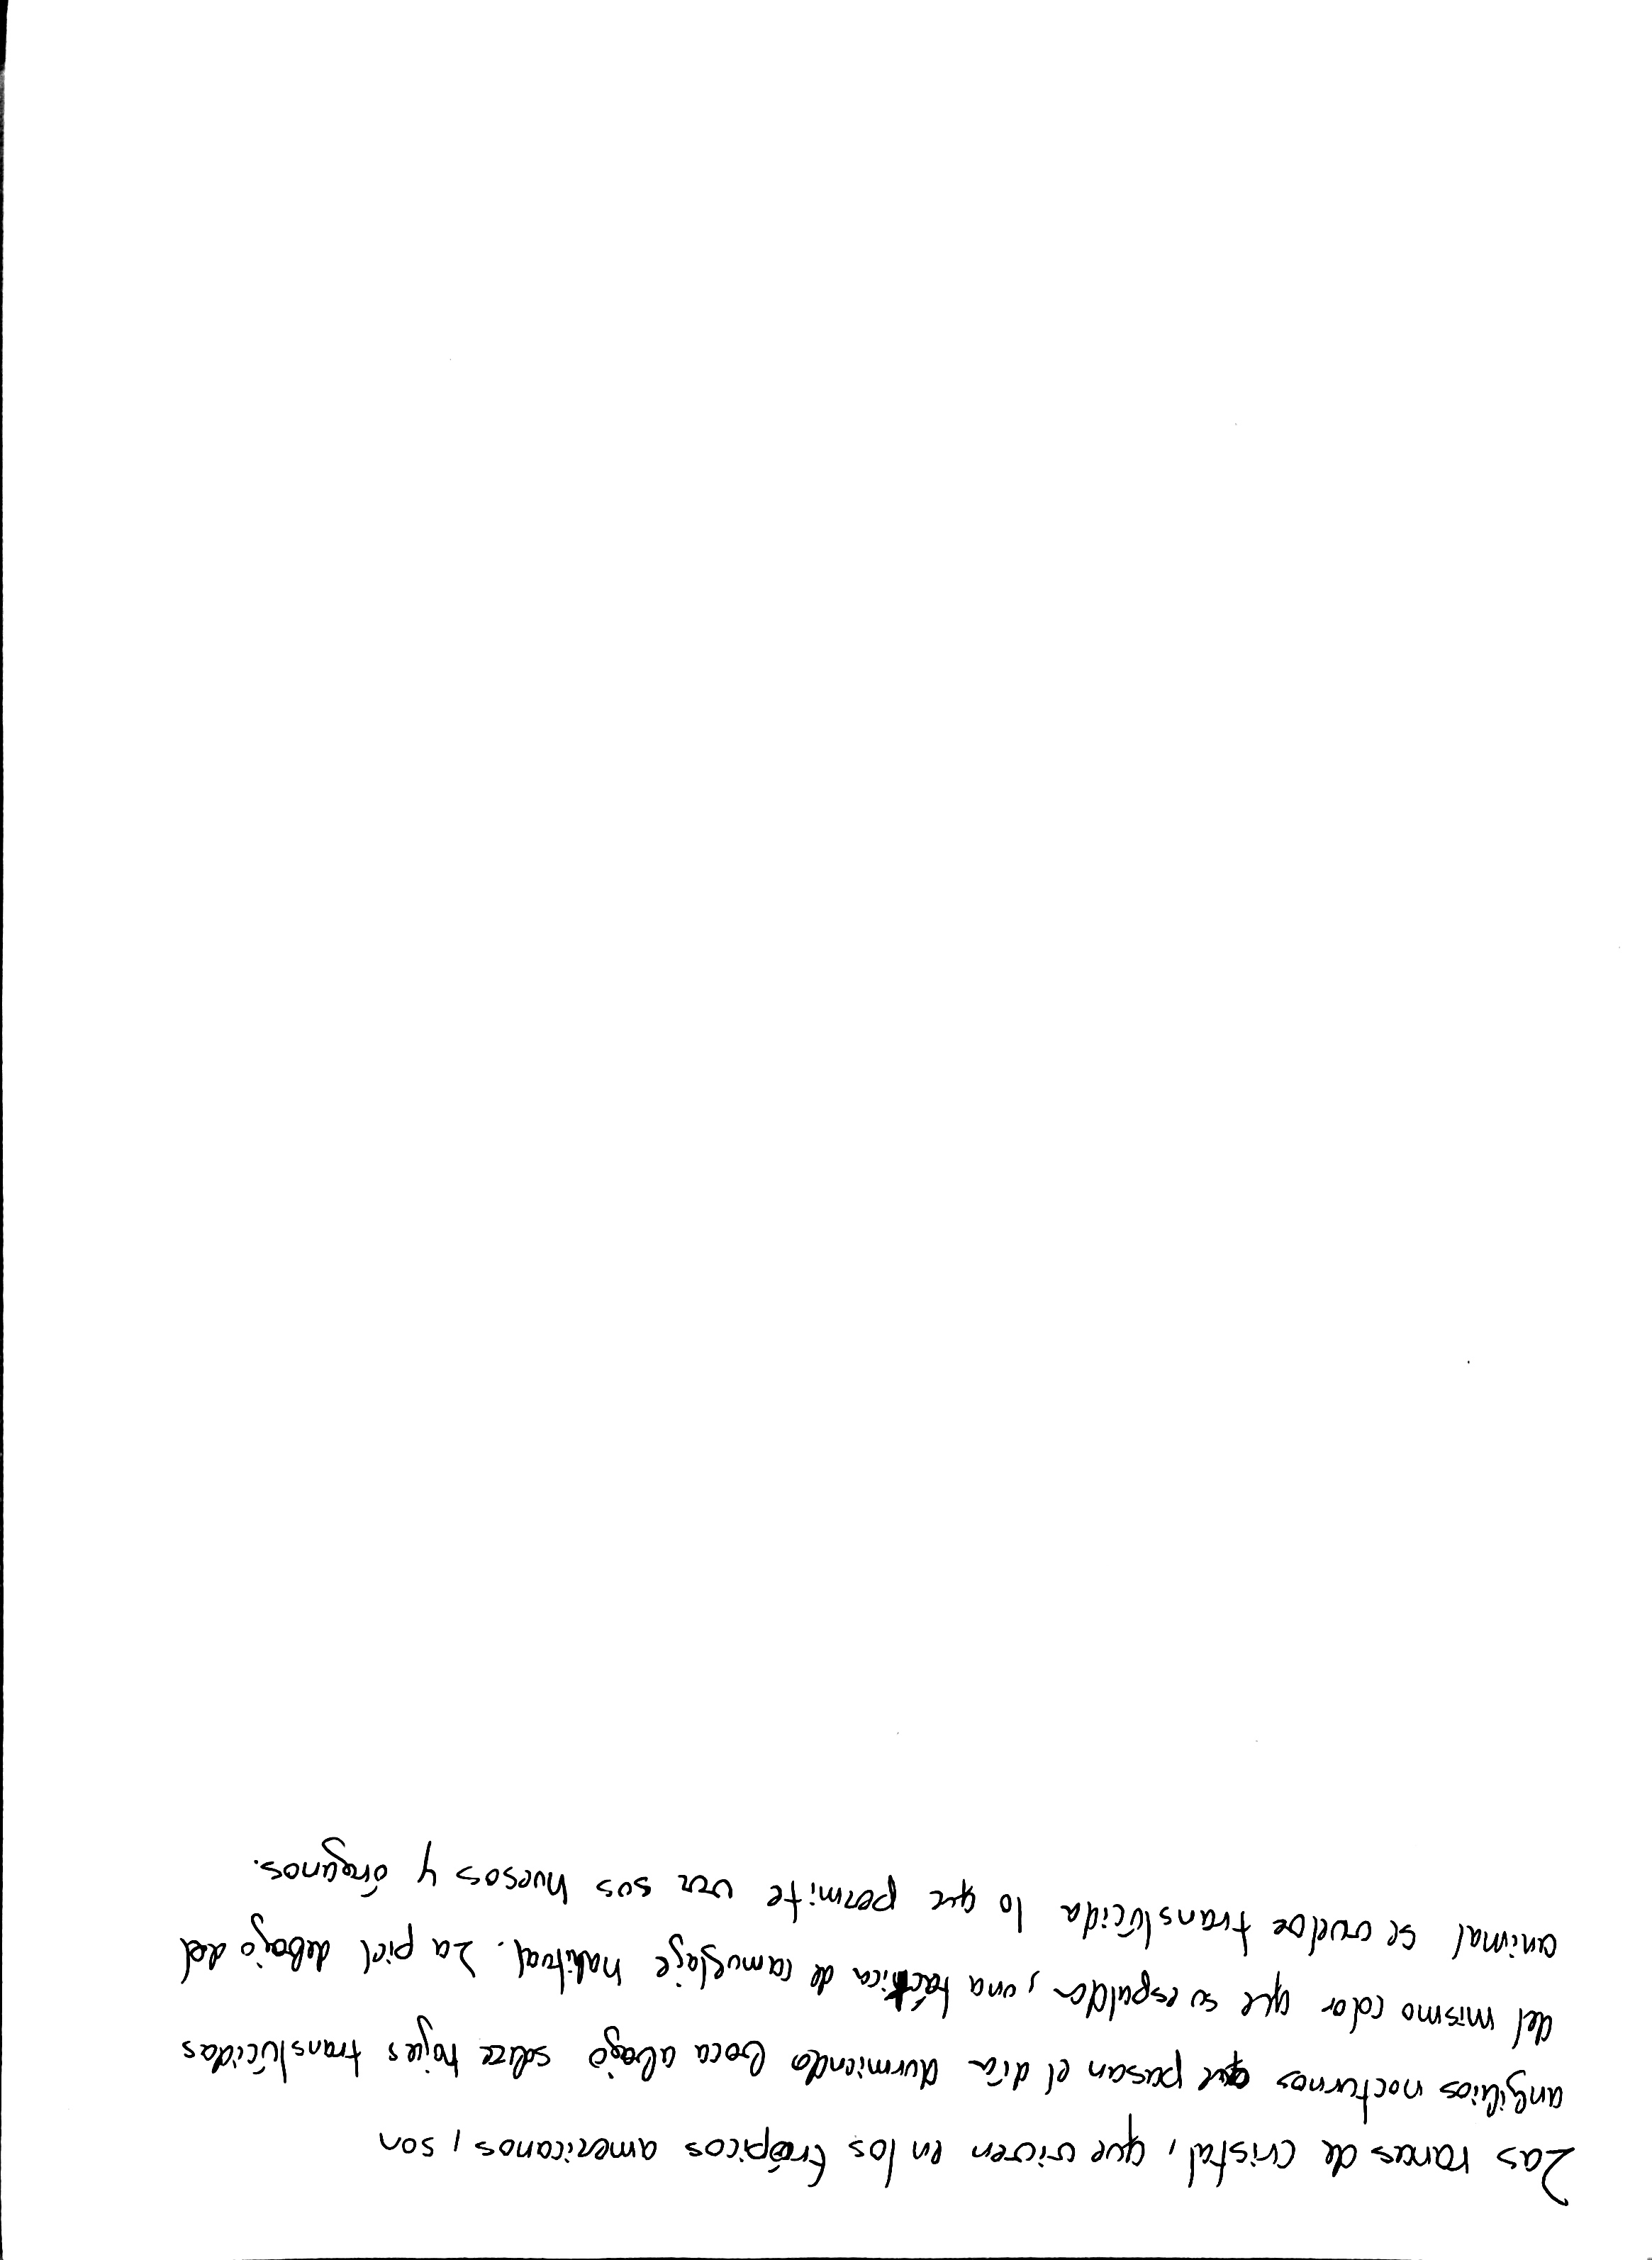 Las ranas de cristal, que viven en los trópicos americanos, son
anfibios nocturnos que pasan el día durmiendo boca abajo sobre hojas translúcidas
del mismo color que su espalda, una táctica de camuflaje habitual. La piel debajo del
animal se vuelve translúcida lo que permite ver sus huesos y órganos.